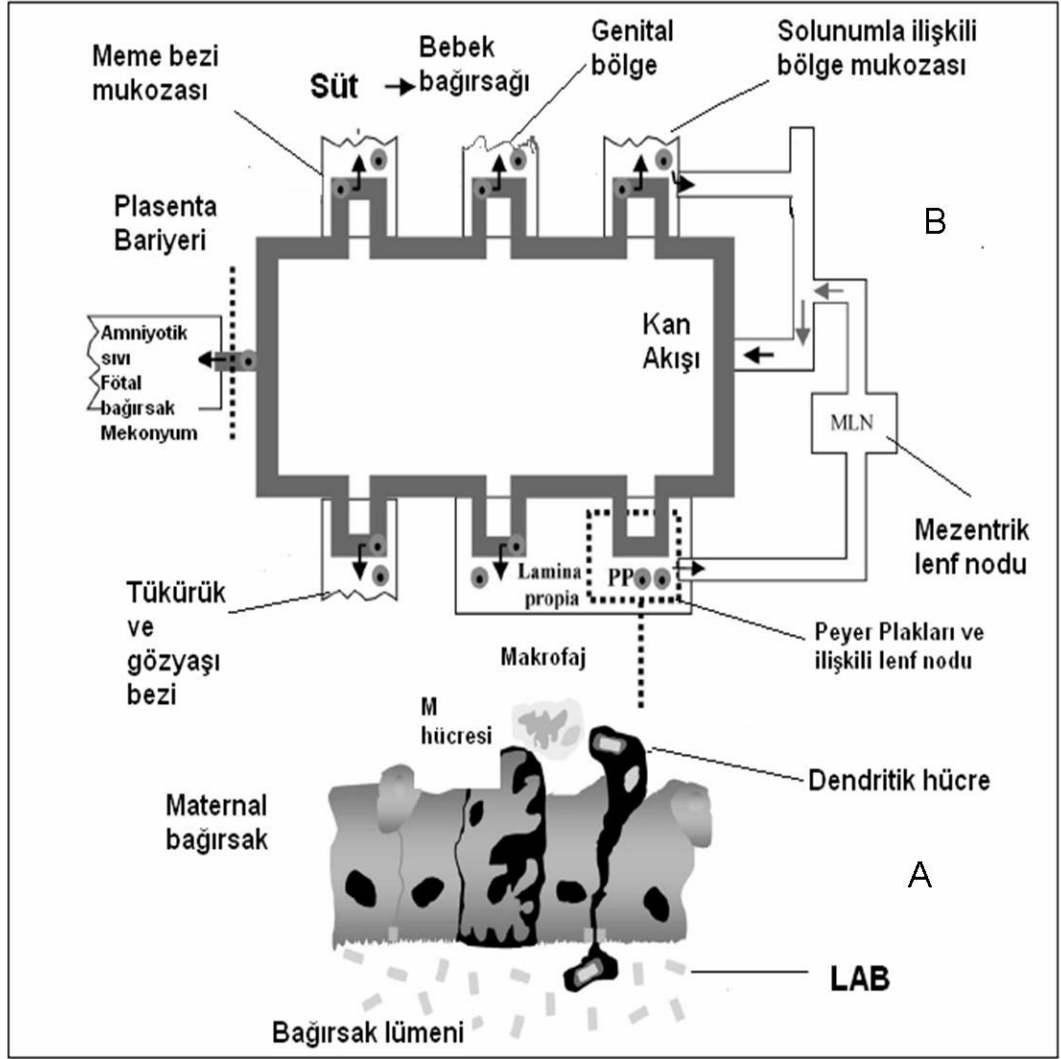 Meme bezi
mukozası
Süt
Bebek
bağırsağı
Genital
bölge
Solunumla ilişkili
bölge mukozası
Plasenta
Bariyeri
B
Amniyotik
sıvı
Fötal
bağırsak
Mekonyum
Kan
Akışı
MLN
Mezentrik
lenf nodu
Tükürük
ve
gözyaşı
bezi
Lamina
propia
PP
Peyer Plakları ve
ilişkili lenf nodu
Makrofaj
M
hücresi
Dendritik hücre
Maternal
bağırsak
A
LAB
Bağırsak lümeni